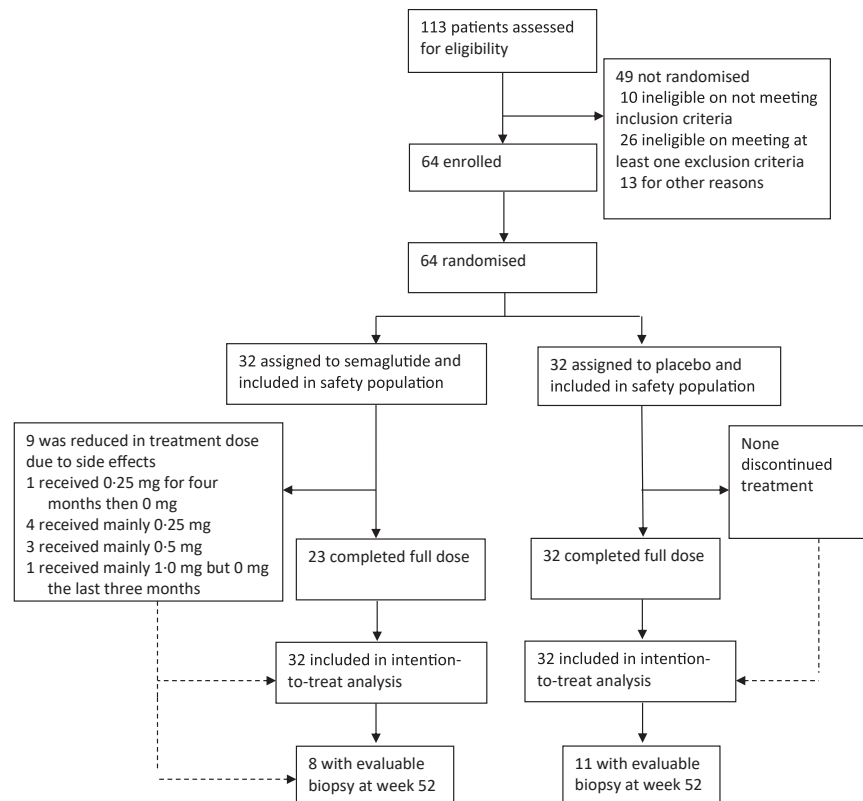 113 patients assessed
for eligibility
49 not randomised
10 ineligible on not meeting
inclusion criteria
26 ineligible on meeting at
least one exclusion criteria
13 for other reasons
64 enrolled
64 randomised
32 assigned to semaglutide and
included in safety population
32 assigned to placebo and
included in safety population
9 was reduced in treatment dose
due to side effects
1 received 0·25 mg for four
months then 0 mg
4 received mainly 0·25 mg
3 received mainly 0·5 mg
1 received mainly 1·0 mg but 0 mg
the last three months
None
discontinued
treatment
23 completed full dose
32 completed full dose
32 included in intention-
to-treat analysis
32 included in intention-
to-treat analysis
8 with evaluable
biopsy at week 52
11 with evaluable
biopsy at week 52